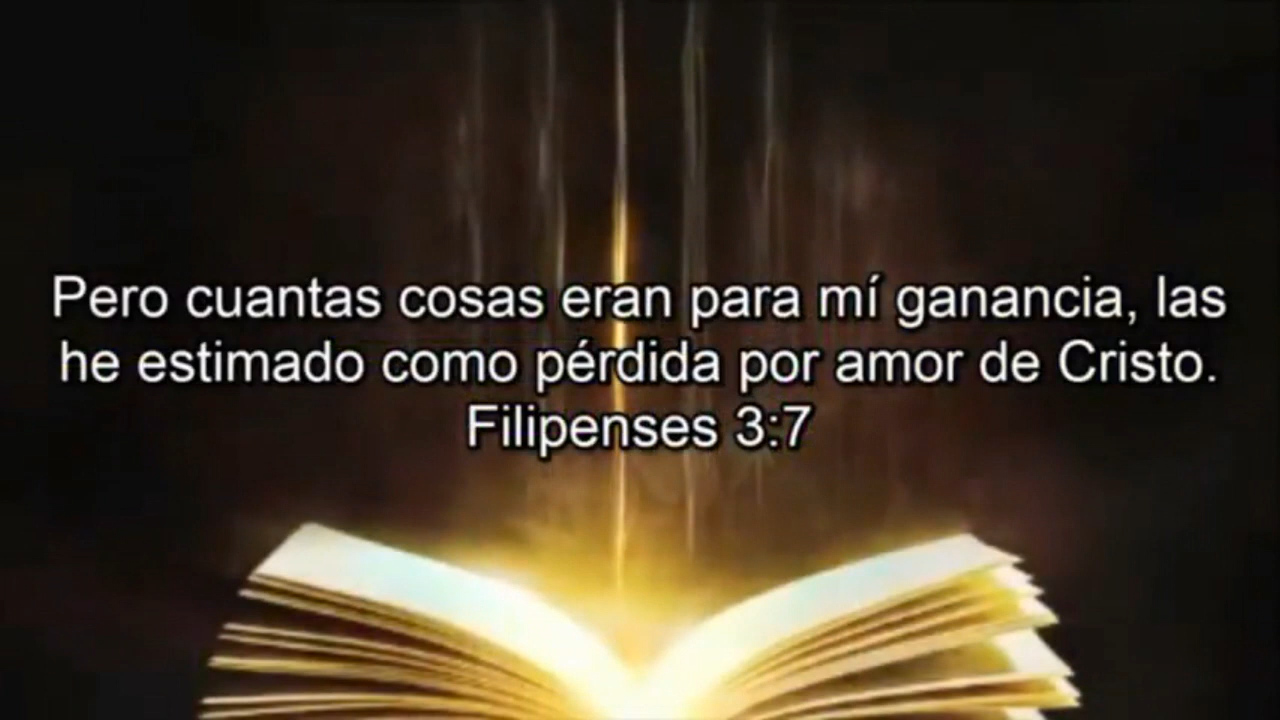 Pero cuantas cosas eran para mí ganancia, las
he estimado como pérdida por amor de Cristo.
Filipenses 3:7